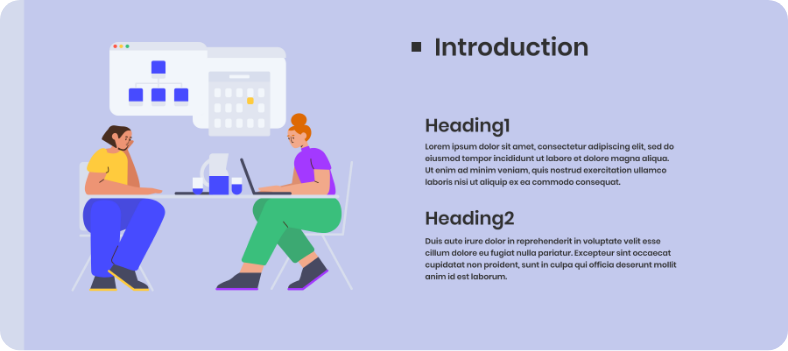 Introduction
Heading1
Lorem ipsum dolor sit amet, consectetur adipiscing elit, sed do
eiusmod tempor incididunt ut labore et dolore magna aliqua.
Ut enim ad minim veniam, quis nostrud exercitation ullamco
laboris nisi ut aliquip ex ea commodo consequat.
Heading2
Duis aute irure dolor in reprehenderit in voluptate velit esse
cillum dolore eu fugiat nulla pariatur. Excepteur sint occaecat
cupidatat non proident, sunt in culpa qui officia deserunt mollit
anim id est laborum.